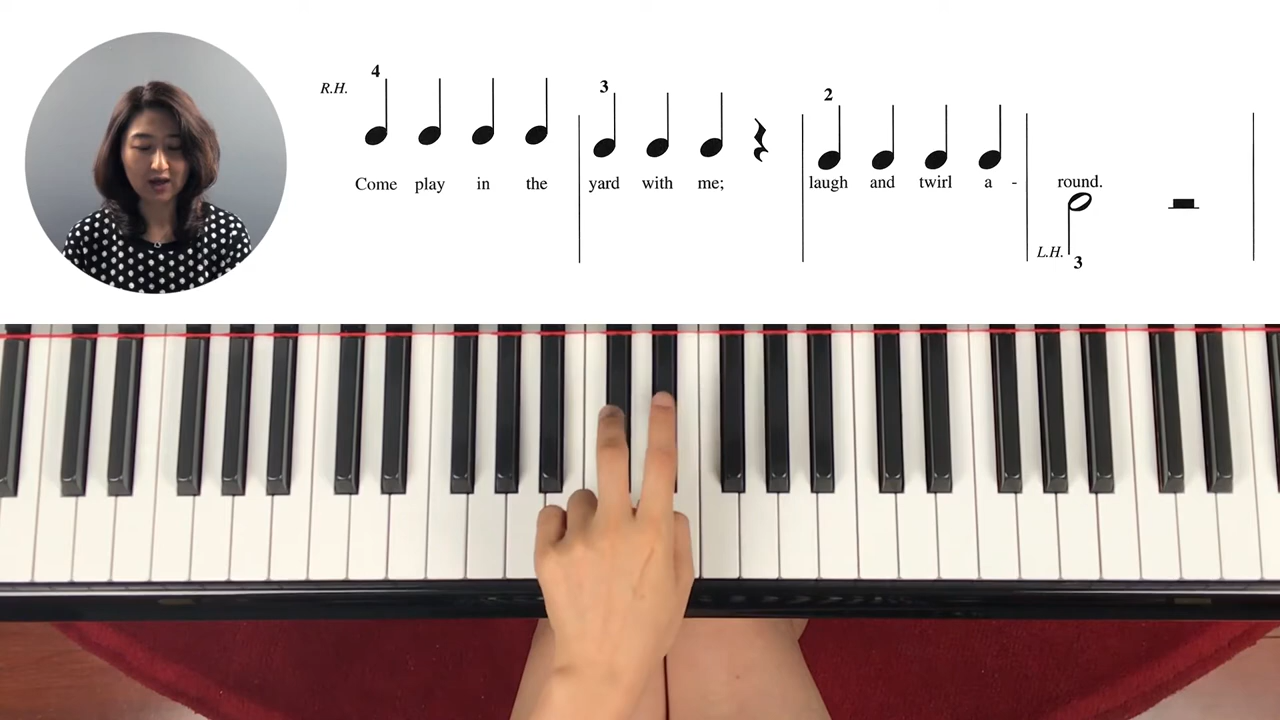 4 3 2
R.H.
Come play in the yard with me; laugh and twirl a - round.
L.H.
3